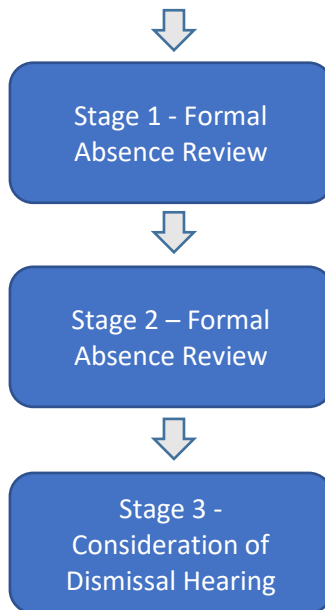 Stage 1 - Formal
Absence Review
Stage 2 – Formal
Absence Review
Stage 3 -
Consideration of
Dismissal Hearing